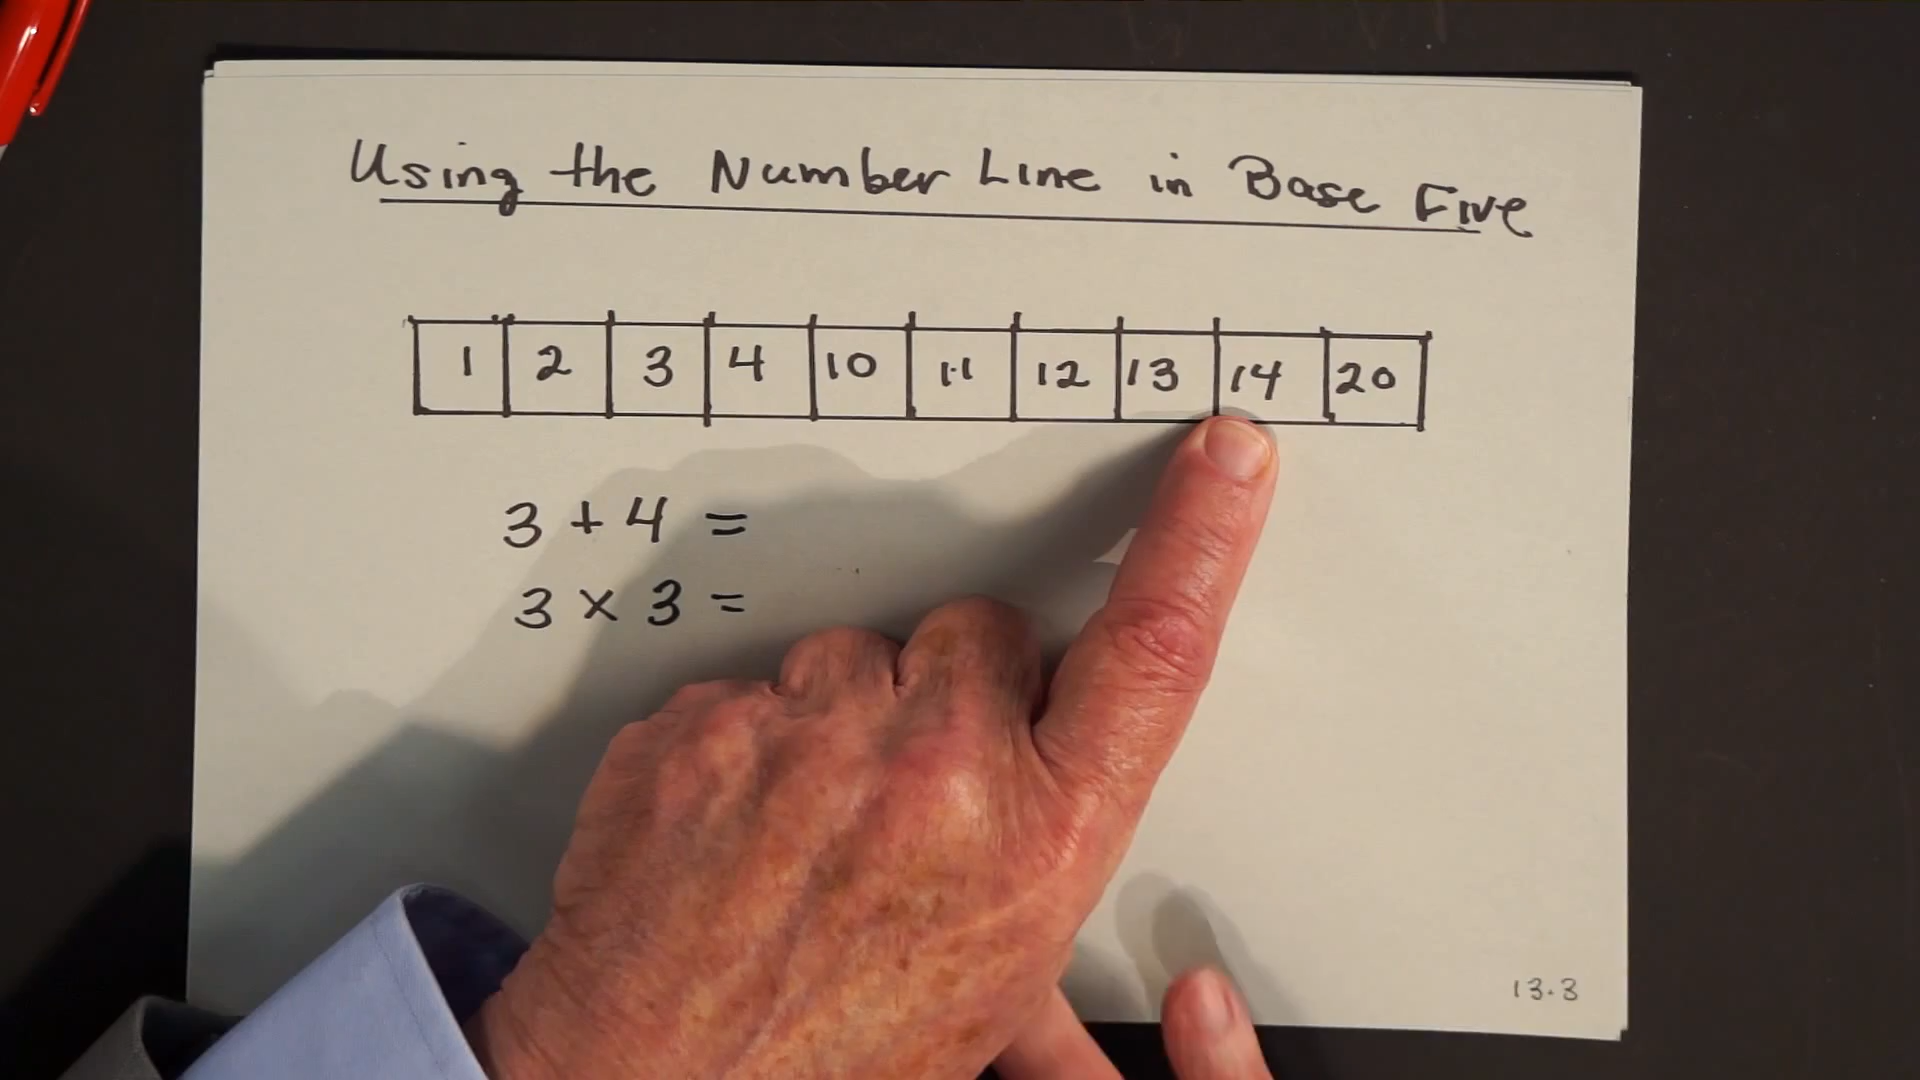 Using the Number Line in Base Five
1 2 3 4 10 11 12 13 14 20
3 + 4 =
3 × 3 =
13.3